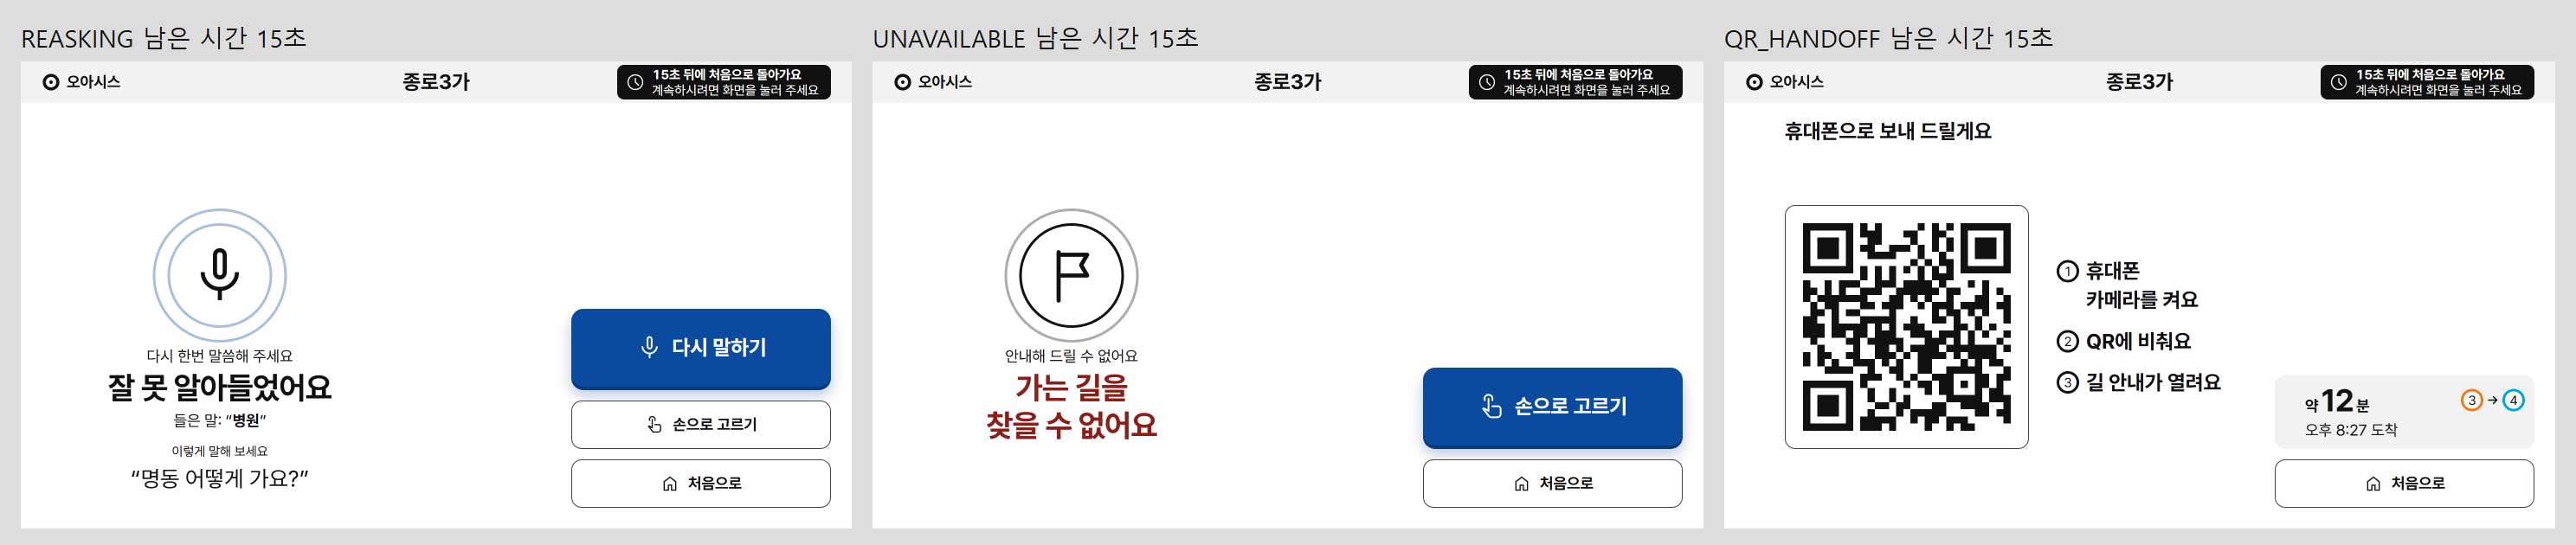 REASKING 남은 시간 15초
오아시스
종로3가
15초 뒤에 처음으로 돌아가요
계속하시려면 화면을 눌러 주세요
다시 한번 말씀해 주세요
잘 못 알아들었어요
들은 말: “병원”
이렇게 말해 보세요
“명동 어떻게 가요?”
다시 말하기
손으로 고르기
처음으로
UNAVAILABLE 남은 시간 15초
오아시스
종로3가
15초 뒤에 처음으로 돌아가요
계속하시려면 화면을 눌러 주세요
안내해 드릴 수 없어요
가는 길을
찾을 수 없어요
손으로 고르기
처음으로
QR_HANDOFF 남은 시간 15초
오아시스
종로3가
15초 뒤에 처음으로 돌아가요
계속하시려면 화면을 눌러 주세요
휴대폰으로 보내 드릴게요
1 휴대폰
카메라를 켜요
2 QR에 비춰요
3 길 안내가 열려요
약 12 분
3 → 4
오후 8:27 도착
처음으로